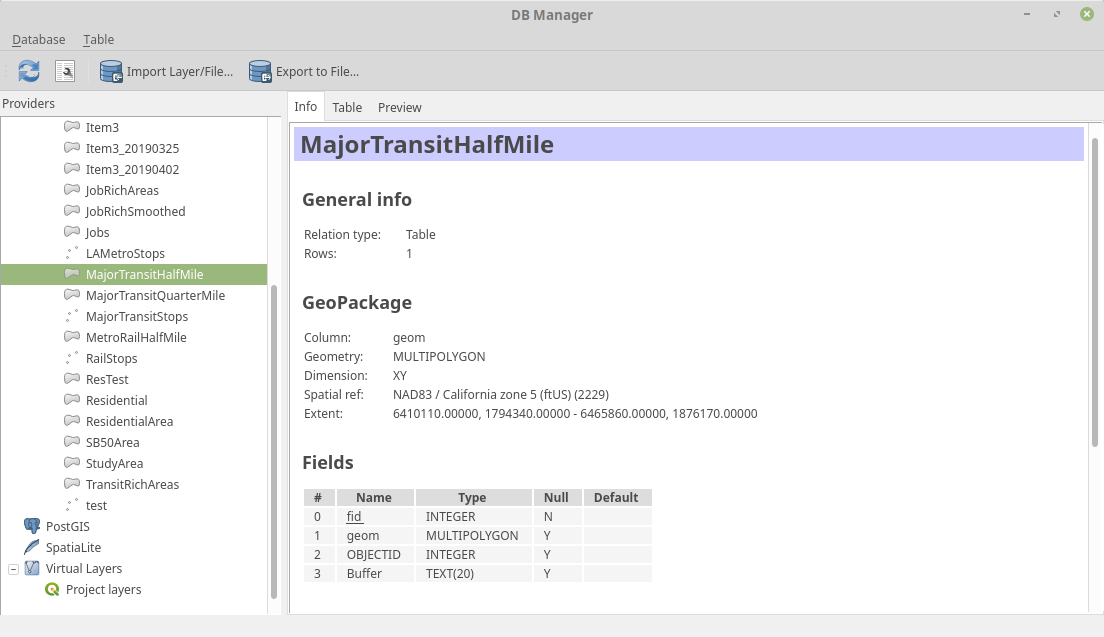 DB Manager
Database Table
Import Layer/File... Export to File...
Providers
Item3
Item3_20190325
Item3_20190402
JobRichAreas
JobRichSmoothed
Jobs
LAMetroStops
MajorTransitHalfMile
MajorTransitQuarterMile
MajorTransitStops
MetroRailHalfMile
RailStops
ResTest
Residential
ResidentialArea
SB50Area
StudyArea
TransitRichAreas
test
PostGIS
SpatiaLite
Virtual Layers
Project layers
Info Table Preview
MajorTransitHalfMile
General info
Relation type: Table
Rows: 1
GeoPackage
Column: geom
Geometry: MULTIPOLYGON
Dimension: XY
Spatial ref: NAD83 / California zone 5 (ftUS) (2229)
Extent: 6410110.00000, 1794340.00000 - 6465860.00000, 1876170.00000
Fields
# Name Type Null Default
0 fid INTEGER N
1 geom MULTIPOLYGON Y
2 OBJECTID INTEGER Y
3 Buffer TEXT(20) Y